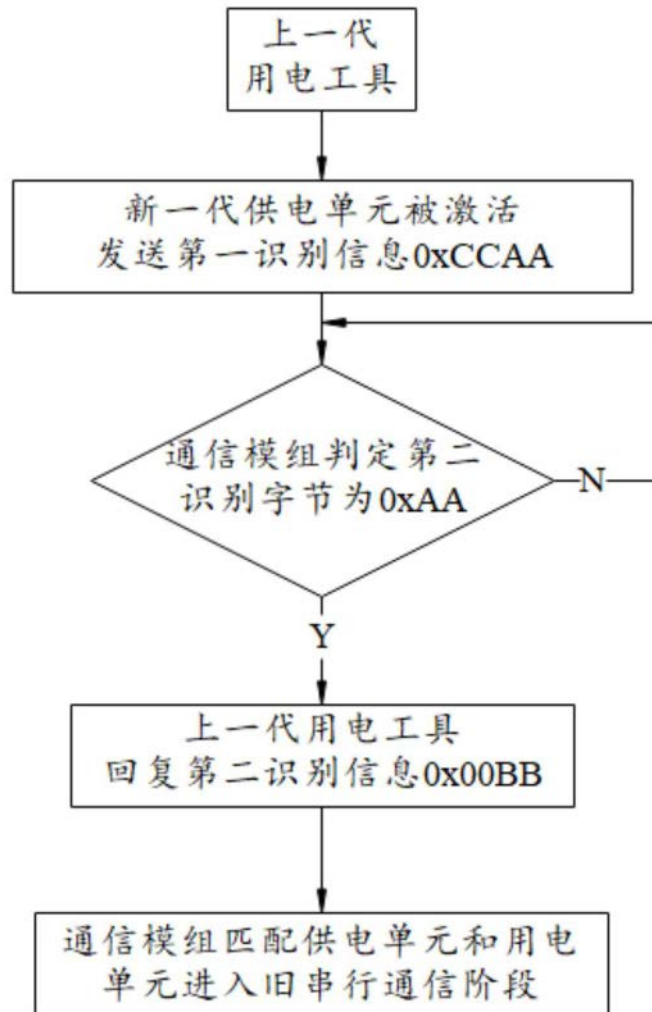 上一代
用电工具
新一代供电单元被激活
发送第一识别信息0xCCAA
通信模组判定第二
识别字节为0xAA
N
Y
上一代用电工具
回复第二识别信息0x00BB
通信模组匹配供电单元和用电
单元进入旧串行通信阶段